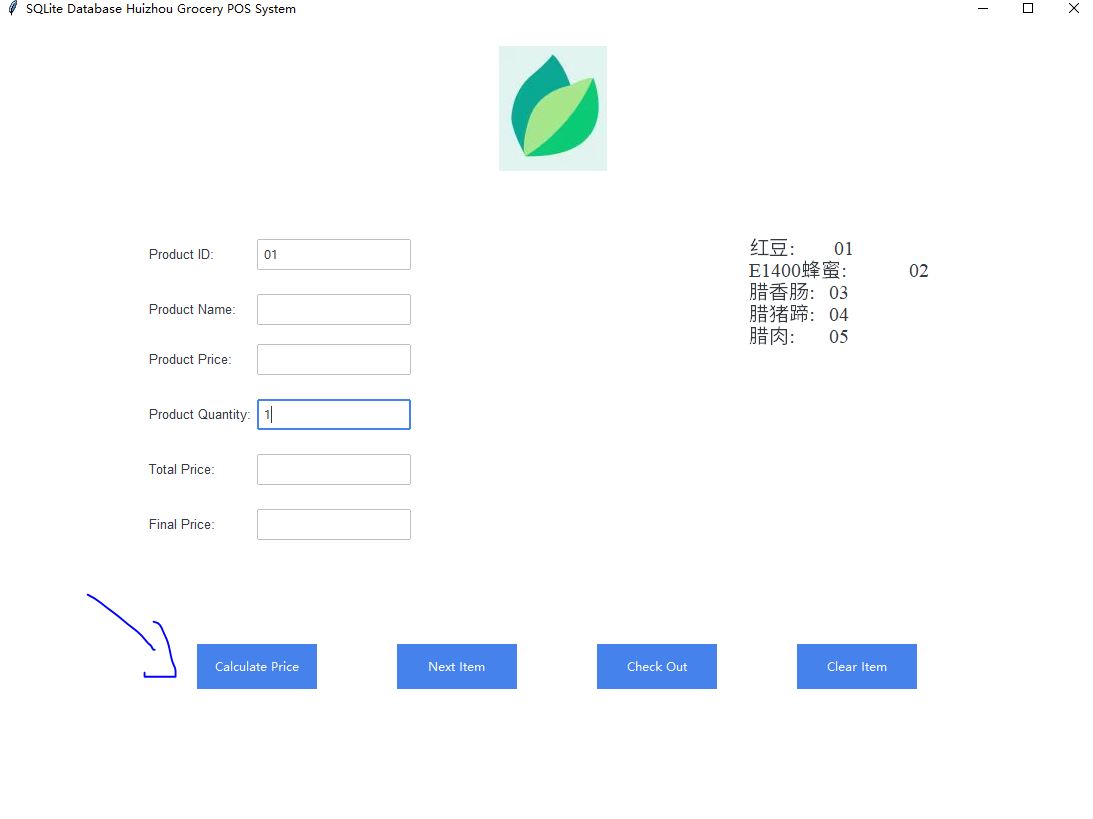 SQLite Database Huizhou Grocery POS System
Product ID: 01
Product Name:
Product Price:
Product Quantity: 1
Total Price:
Final Price:
红豆: 01
E1400蜂蜜: 02
腊香肠: 03
腊猪蹄: 04
腊肉: 05
Calculate Price
Next Item
Check Out
Clear Item